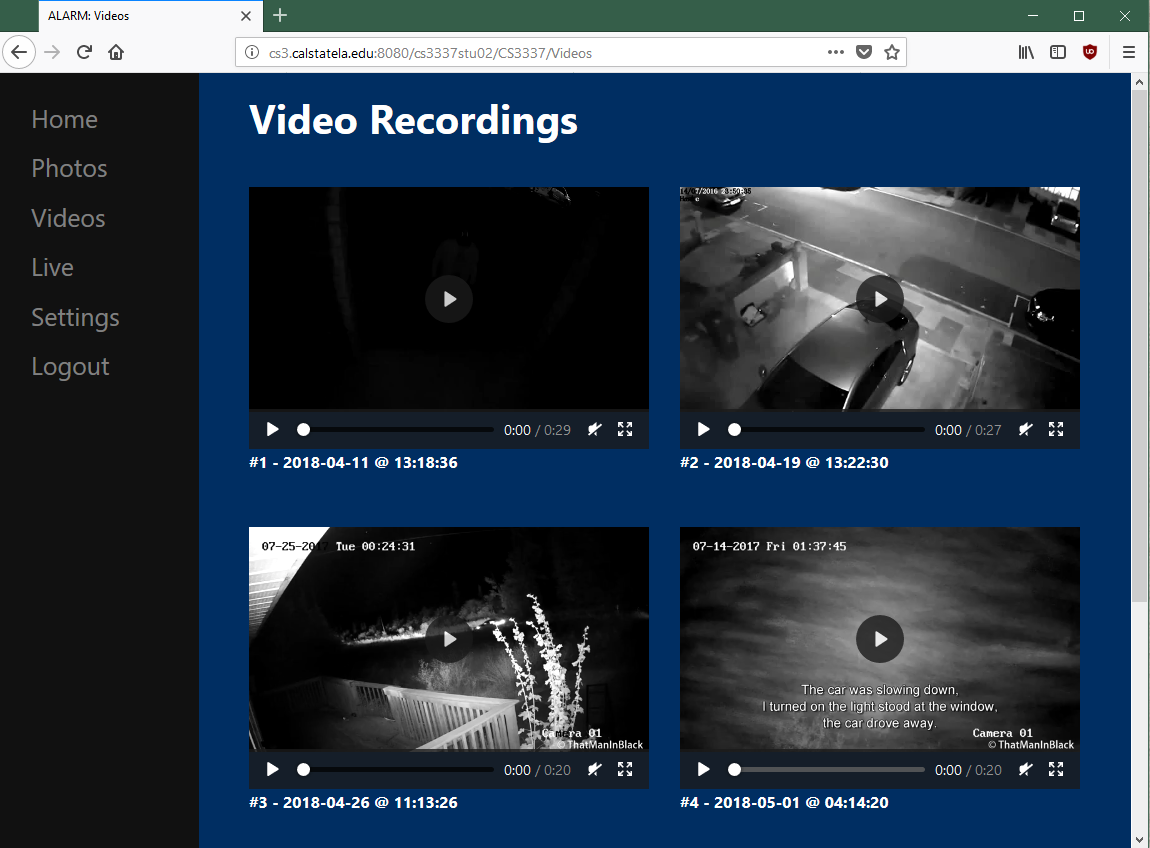 ALARM: Videos
cs3.calstatela.edu:8080/cs3337stu02/CS3337/Videos
Home
Photos
Videos
Live
Settings
Logout
Video Recordings
0:00 / 0:29
#1 - 2018-04-11 @ 13:18:36
0:00 / 0:27
#2 - 2018-04-19 @ 13:22:30
07-25-2017 Tue 00:24:31
Camera 01
© ThatManInBlack
0:00 / 0:20
#3 - 2018-04-26 @ 11:13:26
07-14-2017 Fri 01:37:45
The car was slowing down,
I turned on the light stood at the window,
the car drove away.
Camera 01
© ThatManInBlack
0:00 / 0:20
#4 - 2018-05-01 @ 04:14:20